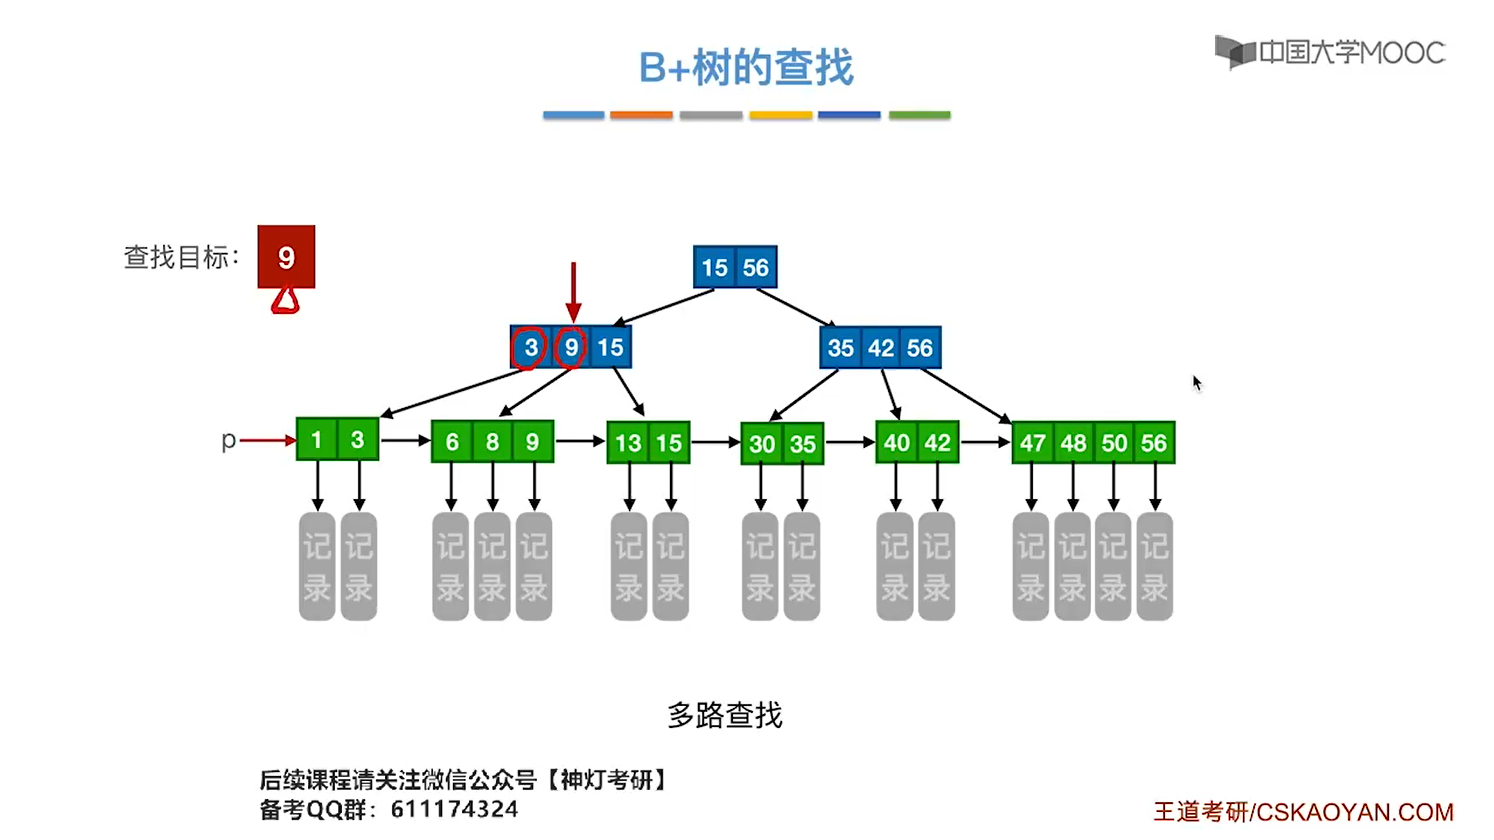 B+树的查找
中国大学MOOC
查找目标：
9
15 56
3 9 15
35 42 56
p
1 3
6 8 9
13 15
30 35
40 42
47 48 50 56
记录 记录 记录 记录 记录 记录 记录 记录 记录 记录 记录 记录 记录 记录 记录
多路查找
后续课程请关注微信公众号【神灯考研】
备考QQ群：611174324
王道考研/CSKAOYAN.COM